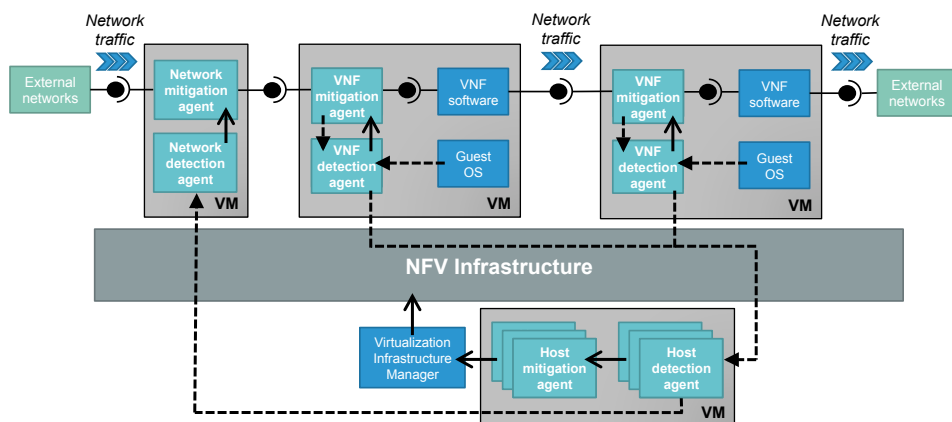 Network
traffic
Network
traffic
Network
traffic
External
networks
Network
mitigation
agent
VNF
mitigation
agent
VNF
software
VNF
mitigation
agent
VNF
software
External
networks
Network
detection
agent
VNF
detection
agent
Guest
OS
VNF
detection
agent
Guest
OS
VM
VM
VM
NFV Infrastructure
Virtualization
Infrastructure
Manager
Host
mitigation
agent
Host
detection
agent
VM